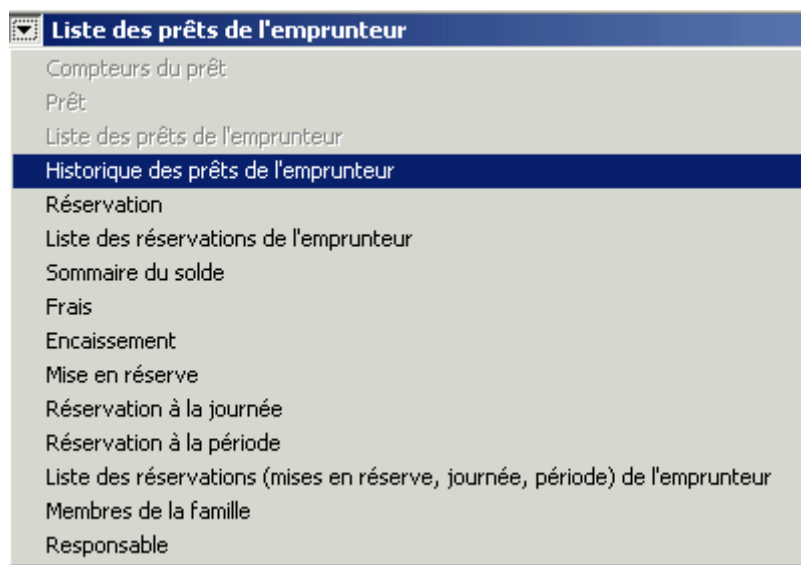 Liste des prêts de l'emprunteur
Compteurs du prêt
Prêt
Liste des prêts de l'emprunteur
Historique des prêts de l'emprunteur
Réservation
Liste des réservations de l'emprunteur
Sommaire du solde
Frais
Encaissement
Mise en réserve
Réservation à la journée
Réservation à la période
Liste des réservations (mises en réserve, journée, période) de l'emprunteur
Membres de la famille
Responsable